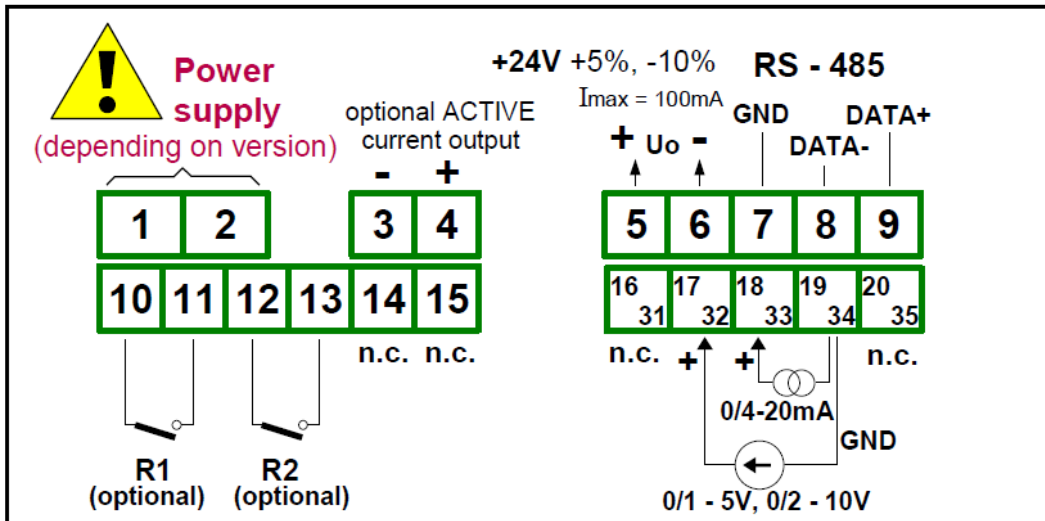 Power
supply
(depending on version)
optional ACTIVE
current output
- +
+24V +5%, -10%
Imax = 100mA
+ Uo -
RS - 485
GND
DATA-
DATA+
1 2 3 4 5 6 7 8 9
10 11 12 13 14 15
16 17 18 19 20
31 32 33 34 35
n.c. n.c.
n.c. + + n.c.
0/4-20mA
GND
R1
(optional)
R2
(optional)
0/1 - 5V, 0/2 - 10V